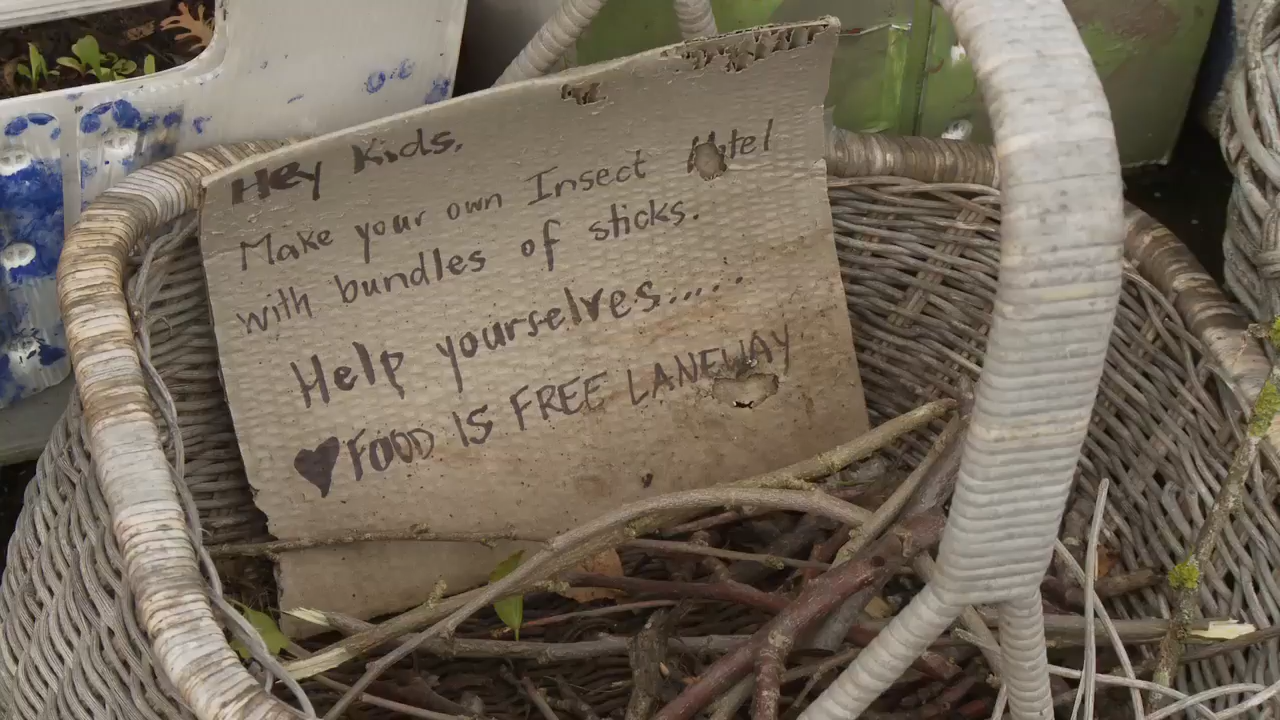 Hey Kids,
Make your own Insect Hotel
with bundles of sticks.
Help yourselves.....
♥FOOD IS FREE LANEWAY